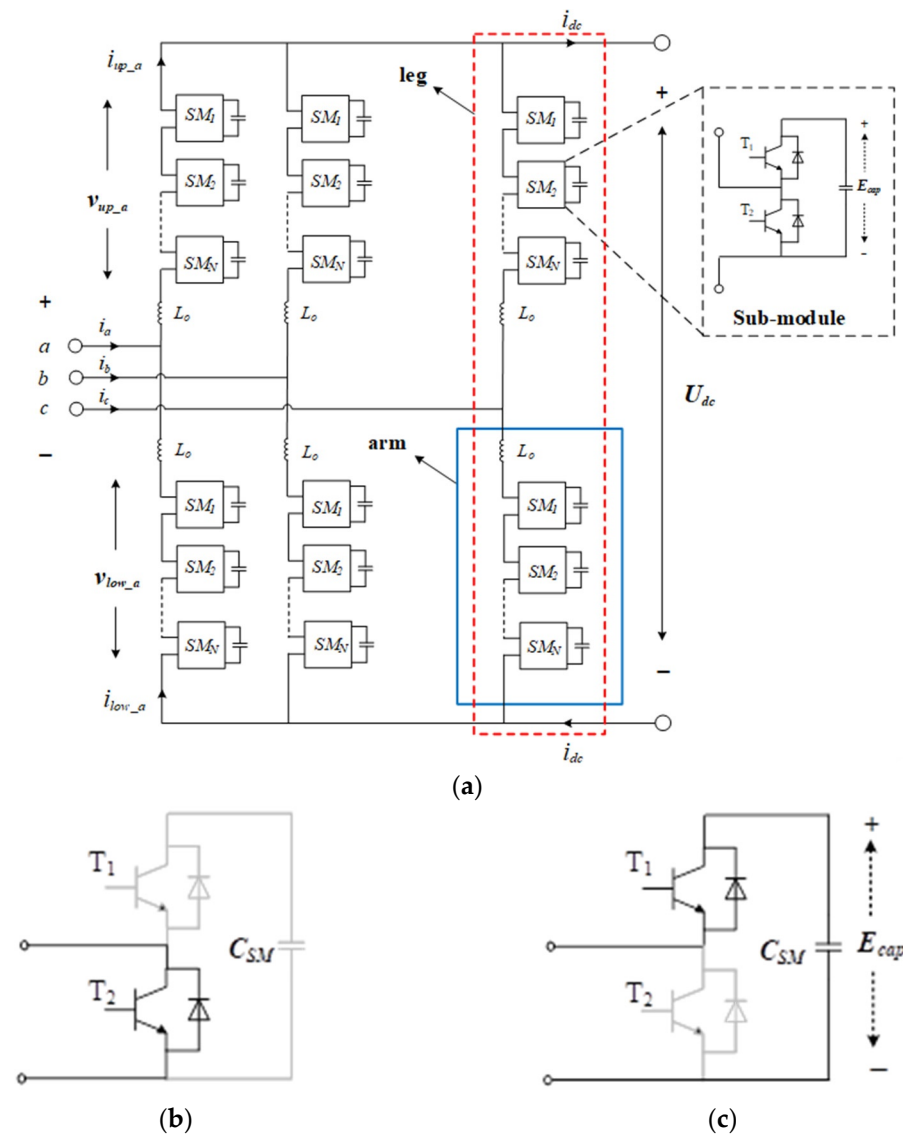 i_dc
i_up_a
leg
SM_1
SM_1
SM_1
+
+
T_1
E_cap
T_2
−
Sub-module
SM_2
SM_2
SM_2
v_up_a
SM_N
SM_N
SM_N
+
L_o
L_o
L_o
a
i_a
b
i_b
c
i_c
U_dc
−
arm
L_o
L_o
L_o
SM_1
SM_1
SM_1
v_low_a
SM_2
SM_2
SM_2
SM_N
SM_N
SM_N
−
i_low_a
i_dc
(a)
T_1
C_SM
T_2
(b)
T_1
+
C_SM
E_cap
T_2
−
(c)